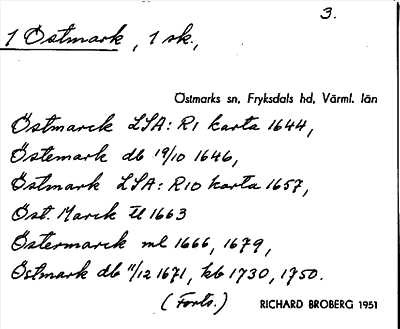 3.
1 Östmark, 1 sk.,
Östmarks sn, Fryksdals hd, Värml. län
Östmarck LSA: R1 karta 1644,
Östemark db 19/10 1646,
Östmark LSA: R10 karta 1657,
Öst. Marck tl 1663
Östermarck ml 1666, 1679,
Östmark db 11/12 1671, kb 1730, 1750.
(Forts.)
RICHARD BROBERG 1951